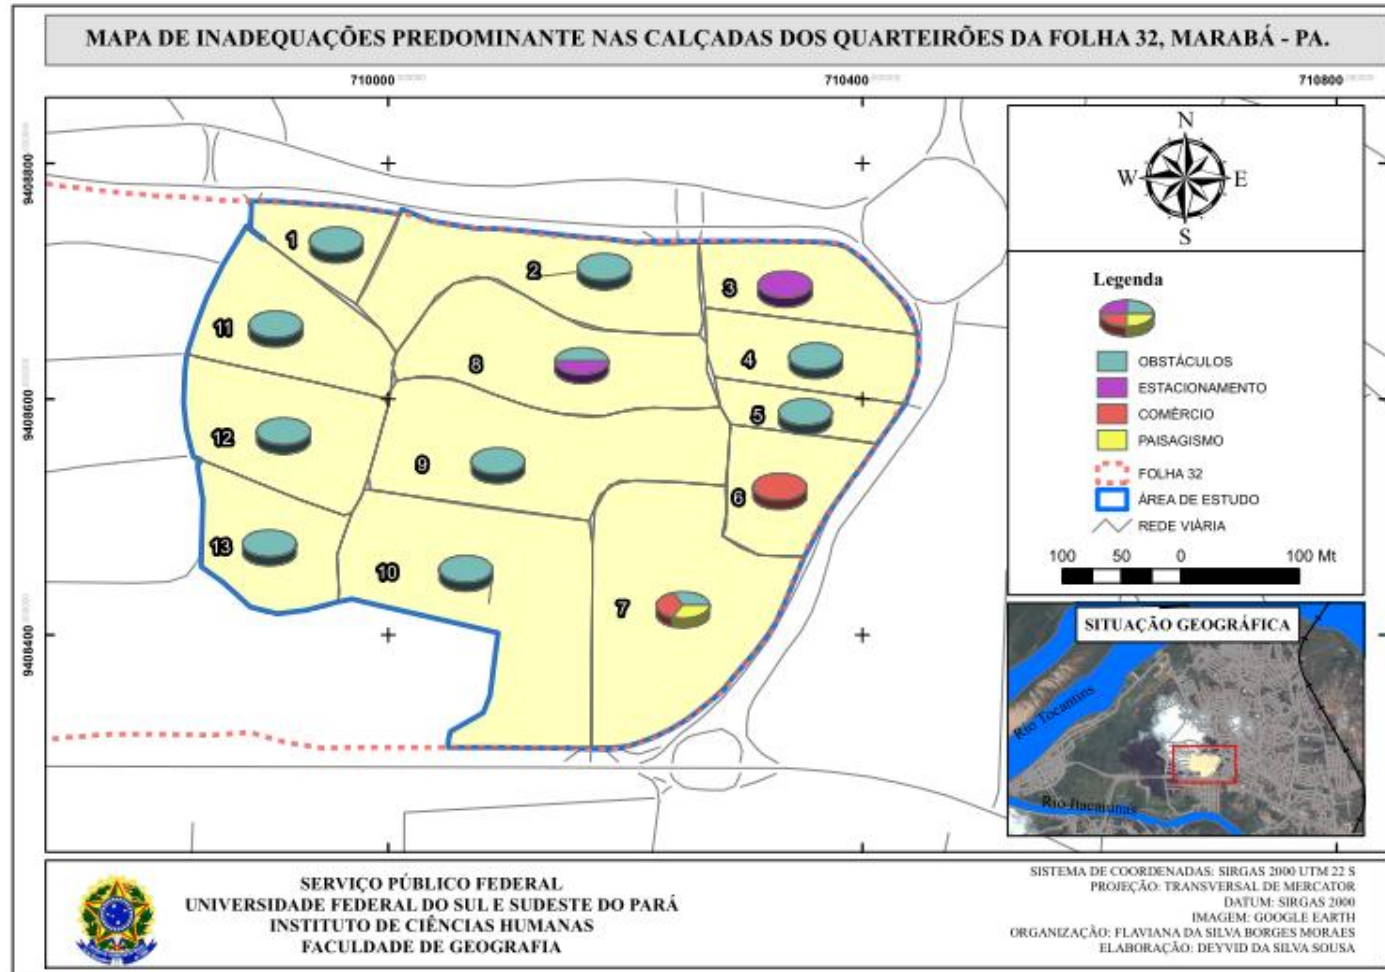 MAPA DE INADEQUAÇÕES PREDOMINANTE NAS CALÇADAS DOS QUARTEIRÕES DA FOLHA 32, MARABÁ - PA.
710000
710400
710800
9408800
9408600
9408400
1
2
3
11
4
8
5
12
9
6
13
10
7
N
W
E
S
Legenda
OBSTÁCULOS
ESTACIONAMENTO
COMÉRCIO
PAISAGISMO
FOLHA 32
ÁREA DE ESTUDO
REDE VIÁRIA
100 50 0 100 Mt
SITUAÇÃO GEOGRÁFICA
Rio Tocantins
Rio Itacaiunas
SERVIÇO PÚBLICO FEDERAL
UNIVERSIDADE FEDERAL DO SUL E SUDESTE DO PARÁ
INSTITUTO DE CIÊNCIAS HUMANAS
FACULDADE DE GEOGRAFIA
SISTEMA DE COORDENADAS: SIRGAS 2000 UTM 22 S
PROJEÇÃO: TRANSVERSAL DE MERCATOR
DATUM: SIRGAS 2000
IMAGEM: GOOGLE EARTH
ORGANIZAÇÃO: FLAVIANA DA SILVA BORGES MORAES
ELABORAÇÃO: DEYVID DA SILVA SOUSA